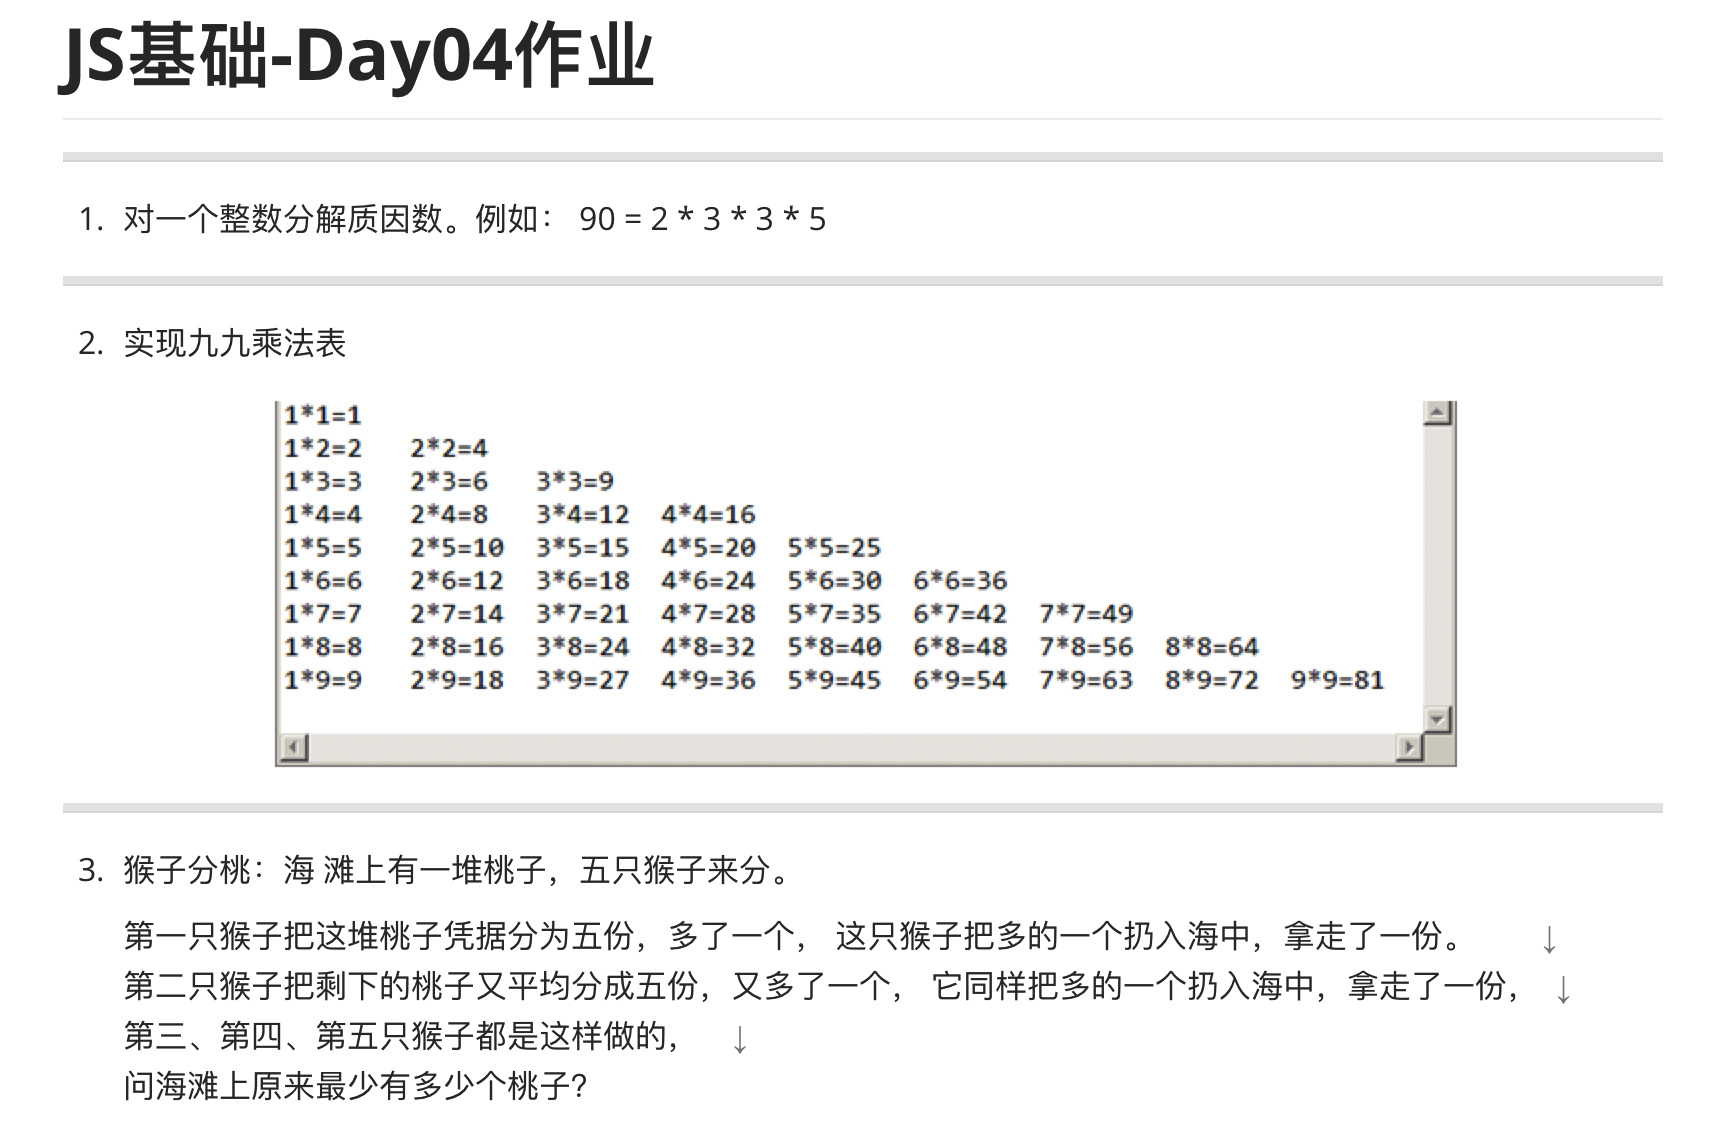 JS基础-Day04作业
1. 对一个整数分解质因数。例如： 90 = 2 * 3 * 3 * 5
2. 实现九九乘法表
1*1=1
1*2=2 2*2=4
1*3=3 2*3=6 3*3=9
1*4=4 2*4=8 3*4=12 4*4=16
1*5=5 2*5=10 3*5=15 4*5=20 5*5=25
1*6=6 2*6=12 3*6=18 4*6=24 5*6=30 6*6=36
1*7=7 2*7=14 3*7=21 4*7=28 5*7=35 6*7=42 7*7=49
1*8=8 2*8=16 3*8=24 4*8=32 5*8=40 6*8=48 7*8=56 8*8=64
1*9=9 2*9=18 3*9=27 4*9=36 5*9=45 6*9=54 7*9=63 8*9=72 9*9=81
3. 猴子分桃：海 滩上有一堆桃子，五只猴子来分。
第一只猴子把这堆桃子凭据分为五份，多了一个， 这只猴子把多的一个扔入海中，拿走了一份。 ↓
第二只猴子把剩下的桃子又平均分成五份，又多了一个， 它同样把多的一个扔入海中，拿走了一份， ↓
第三、第四、第五只猴子都是这样做的， ↓
问海滩上原来最少有多少个桃子?